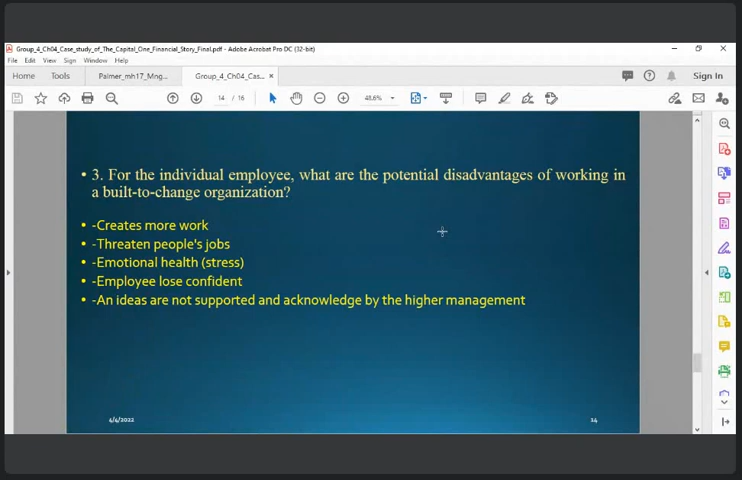 Group_4_Ch04_Case_study_of_The_Capital_One_Financial_Story_Final.pdf - Adobe Acrobat Pro DC (32-bit)
File Edit View Sign Window Help
Home Tools Palmer_mh17_Mng... Group_4_Ch04_Cas... × Sign In
14 / 16 48.6%
• 3. For the individual employee, what are the potential disadvantages of working in
a built-to-change organization?
• -Creates more work
• -Threaten people's jobs
• -Emotional health (stress)
• -Employee lose confident
• -An ideas are not supported and acknowledge by the higher management
4/4/2022 14